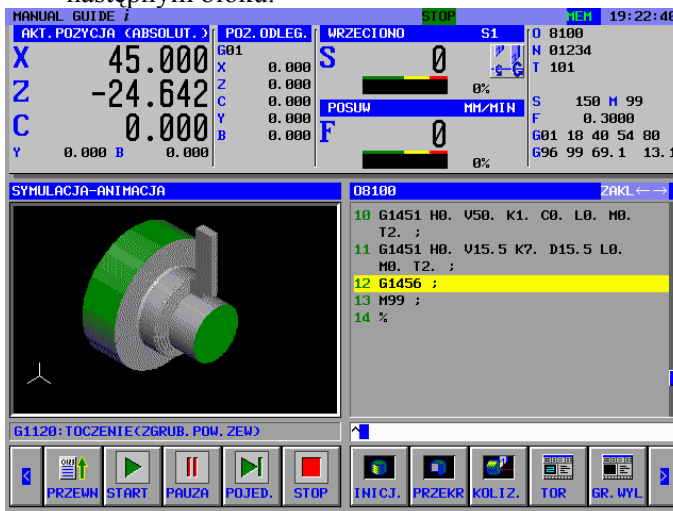 następnym bloku.
MANUAL GUIDE i STOP MEM 19:22:40
AKT.POZYCJA (ABSOLUT.) POZ.ODLEG. WRZECIONO S1 O 8100
X 45.000 G01 S 0 N 01234
X 0.000 T 101
Z -24.642 Z 0.000 0%
C 0.000 POSUW MM/MIN S 150 M 99
C 0.000 Y 0.000 F 0 F 0.3000
B 0.000 G01 18 40 54 80
Y 0.000 B 0.000 0% G96 99 69.1 13.1
SYMULACJA-ANIMACJA O8100 ZAKL←→
10 G1451 H0. V50. K1. C0. L0. M0.
T2. ;
11 G1451 H0. V15.5 K7. D15.5 L0.
M0. T2. ;
12 G1456 ;
13 M99 ;
14 %
G1120:TOCZENIE(ZGRUB.POW.ZEW) ^
PRZEWN START PAUZA POJED. STOP INICJ. PRZEKR KOLIZ. TOR GR.WYL